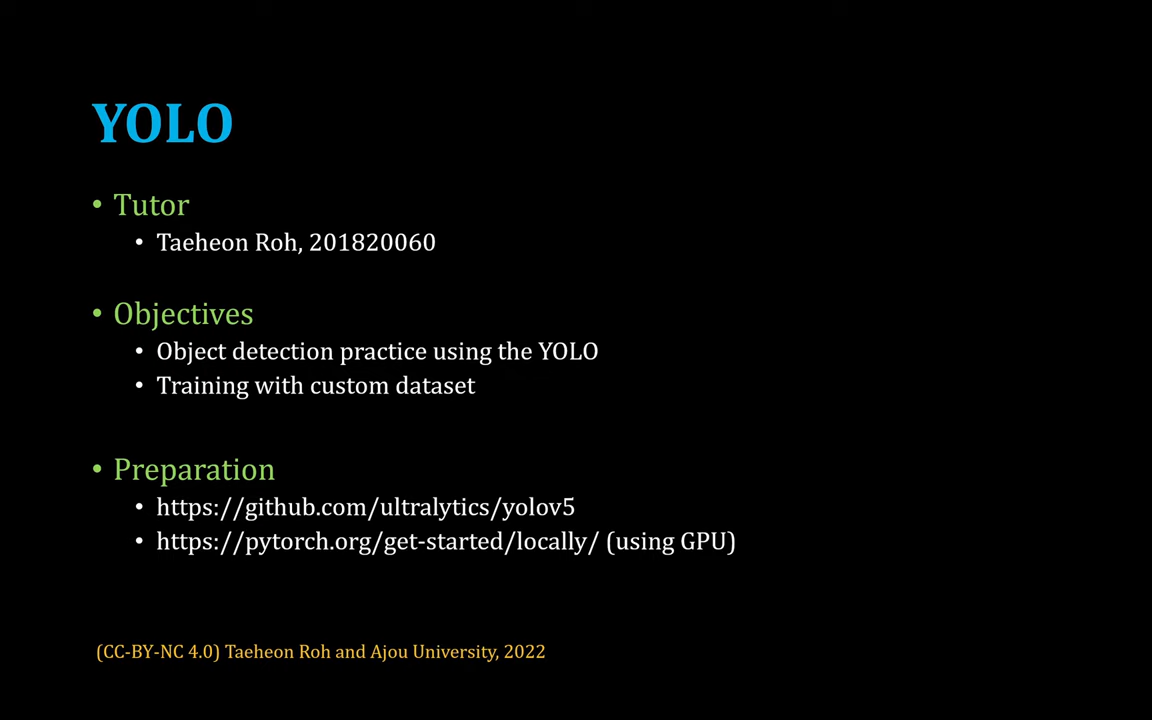 YOLO
• Tutor
• Taeheon Roh, 201820060
• Objectives
• Object detection practice using the YOLO
• Training with custom dataset
• Preparation
• https://github.com/ultralytics/yolov5
• https://pytorch.org/get-started/locally/ (using GPU)
(CC-BY-NC 4.0) Taeheon Roh and Ajou University, 2022